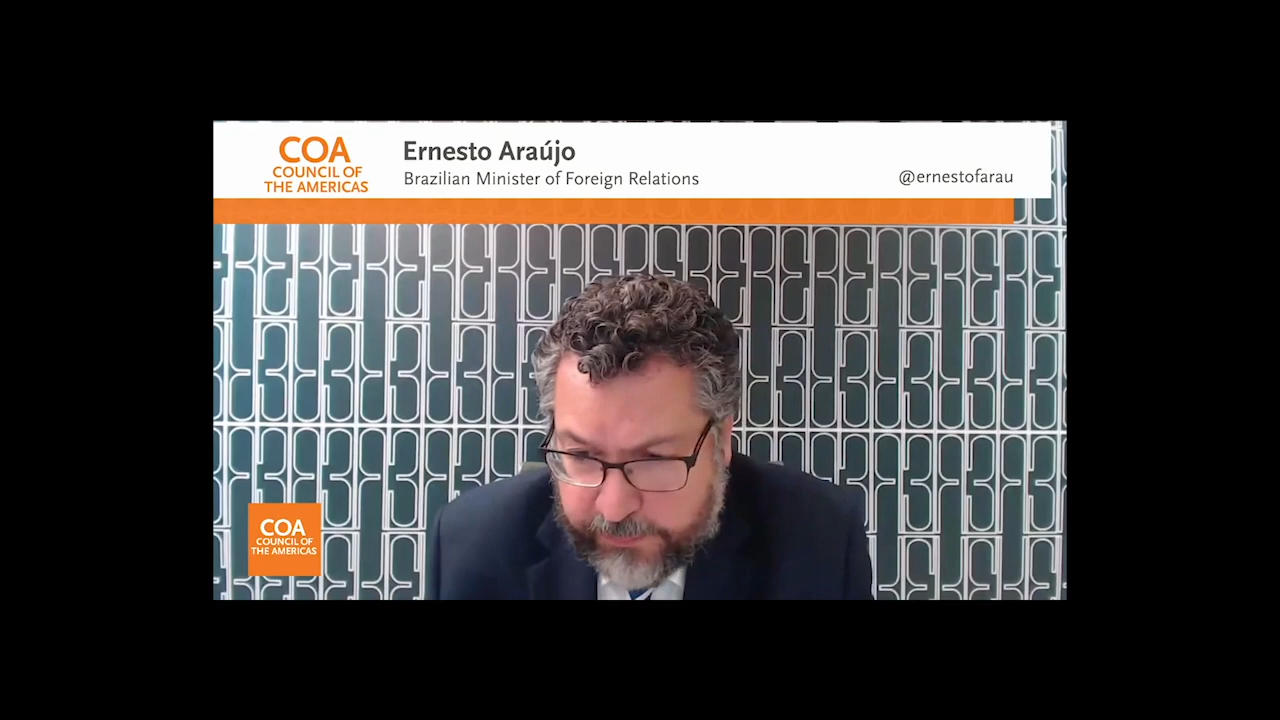 COA
COUNCIL OF
THE AMERICAS
Ernesto Araújo
Brazilian Minister of Foreign Relations
@ernestofarau
COA
COUNCIL OF
THE AMERICAS